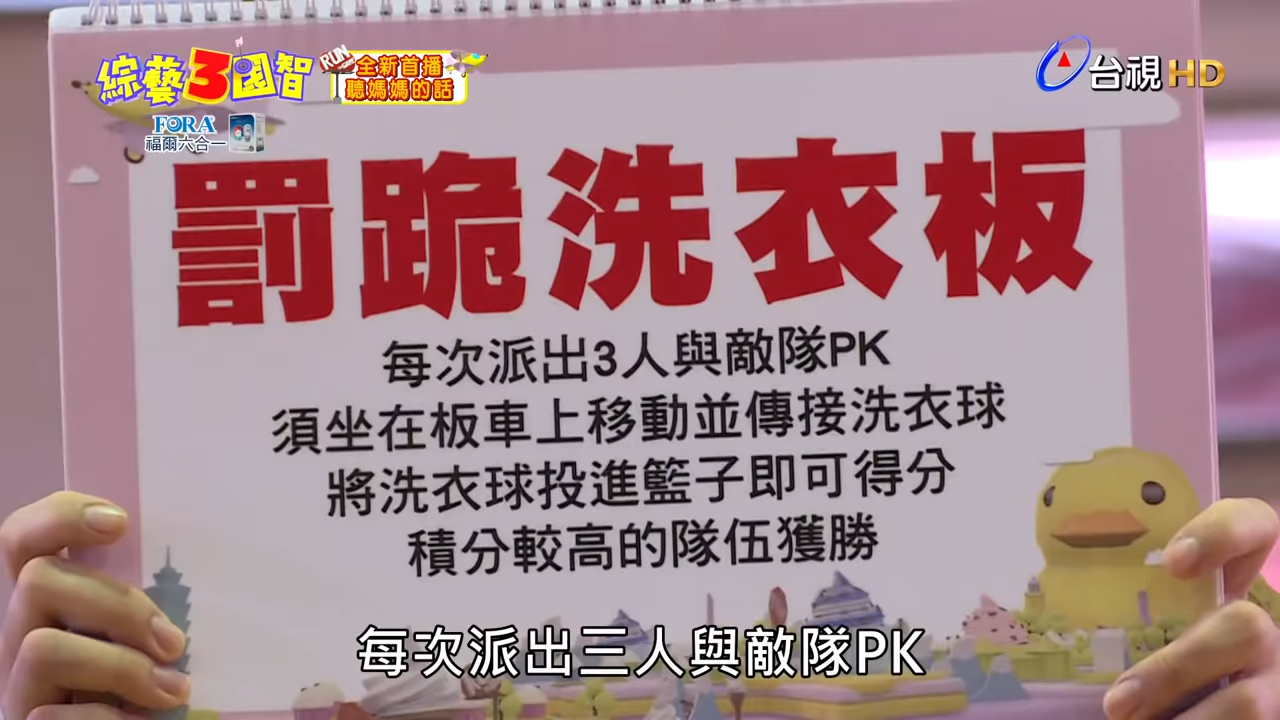 綜藝3國智
RUN
全新首播
聽媽媽的話
台視HD
FORA
福爾六合一
罰跪洗衣板
每次派出3人與敵隊PK
須坐在板車上移動並傳接洗衣球
將洗衣球投進籃子即可得分
積分較高的隊伍獲勝
每次派出三人與敵隊PK